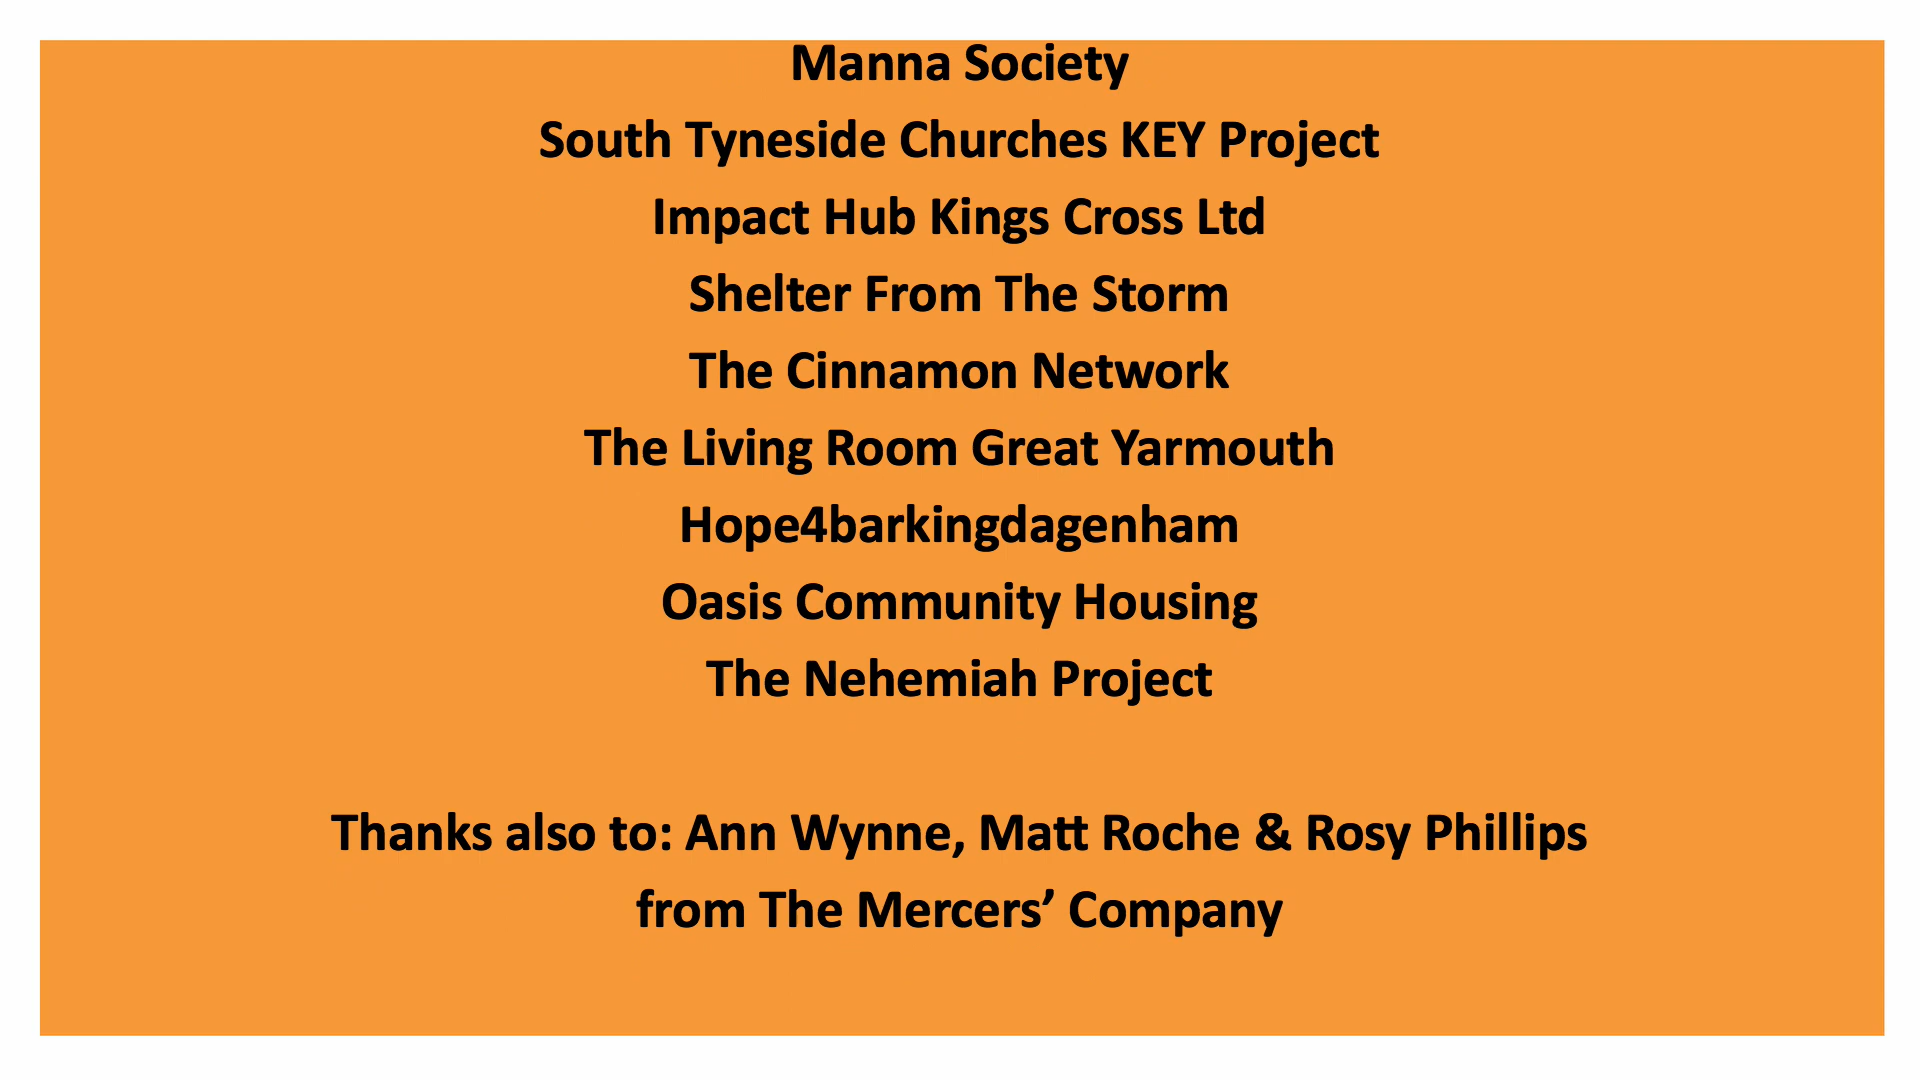 Manna Society
South Tyneside Churches KEY Project
Impact Hub Kings Cross Ltd
Shelter From The Storm
The Cinnamon Network
The Living Room Great Yarmouth
Hope4barkingdagenham
Oasis Community Housing
The Nehemiah Project
Thanks also to: Ann Wynne, Matt Roche & Rosy Phillips
from The Mercers’ Company